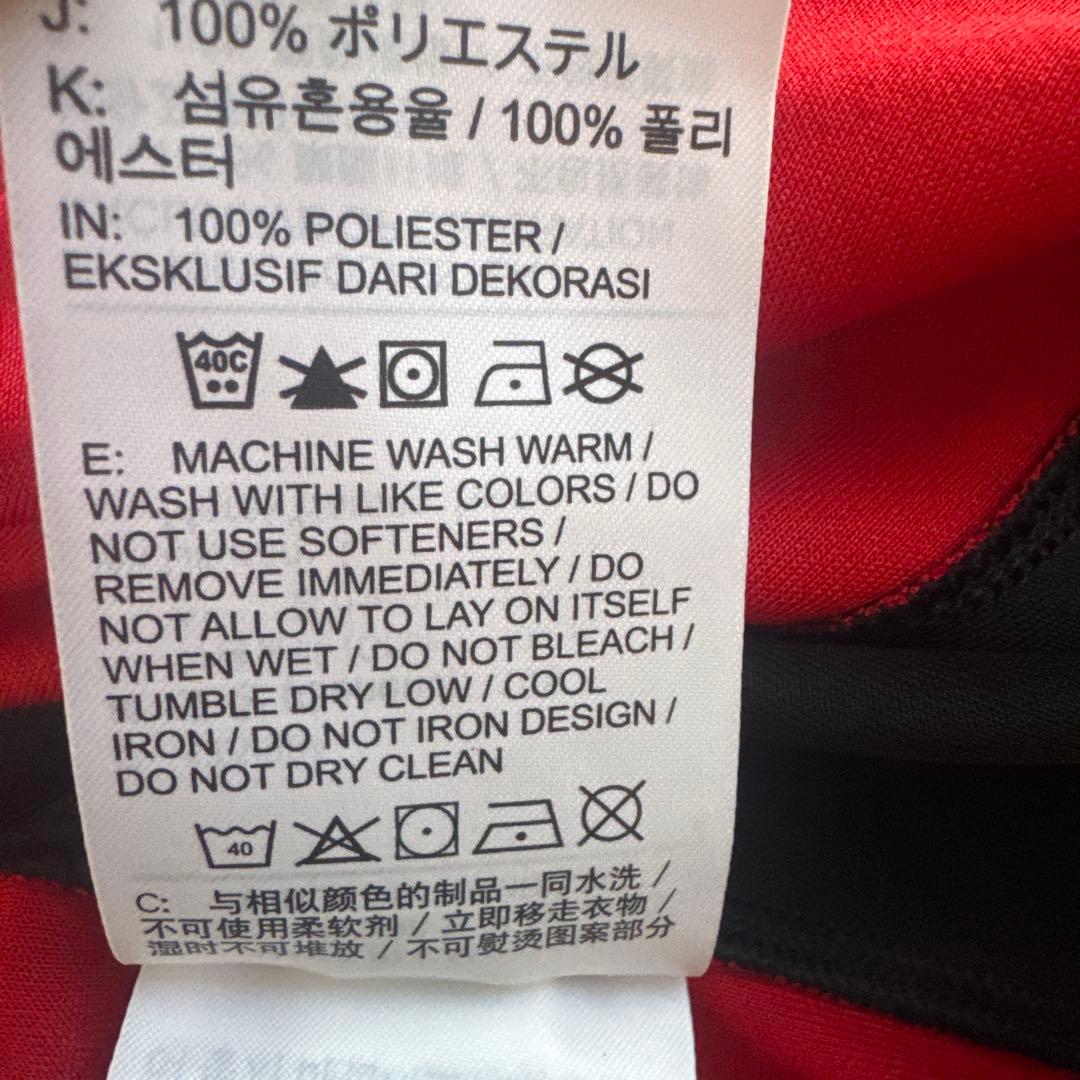 J: 100% ポリエステル
K: 섬유혼용율 / 100% 폴리
에스터
IN: 100% POLIESTER /
EKSKLUSIF DARI DEKORASI
40C
E: MACHINE WASH WARM /
WASH WITH LIKE COLORS / DO
NOT USE SOFTENERS /
REMOVE IMMEDIATELY / DO
NOT ALLOW TO LAY ON ITSELF
WHEN WET / DO NOT BLEACH /
TUMBLE DRY LOW / COOL
IRON / DO NOT IRON DESIGN /
DO NOT DRY CLEAN
40
C: 与相似颜色的制品一同水洗 /
不可使用柔软剂 / 立即移走衣物 /
湿时不可堆放 / 不可熨烫图案部分